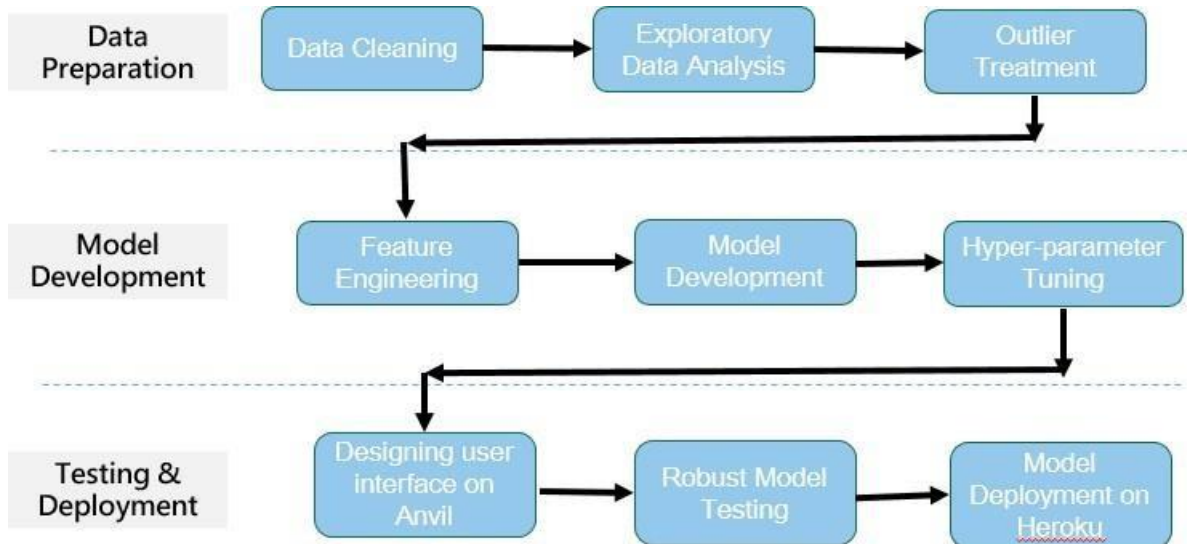 Data
Preparation
Data Cleaning
Exploratory
Data Analysis
Outlier
Treatment
Model
Development
Feature
Engineering
Model
Development
Hyper-parameter
Tuning
Testing &
Deployment
Designing user
interface on
Anvil
Robust Model
Testing
Model
Deployment on
Heroku